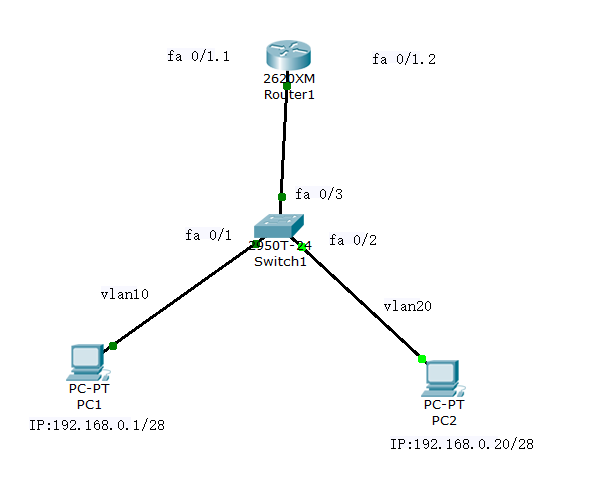 fa 0/1.1
fa 0/1.2
2620XM
Router1
fa 0/3
fa 0/1
fa 0/2
2950T-24
Switch1
vlan10
vlan20
PC-PT
PC1
IP:192.168.0.1/28
PC-PT
PC2
IP:192.168.0.20/28